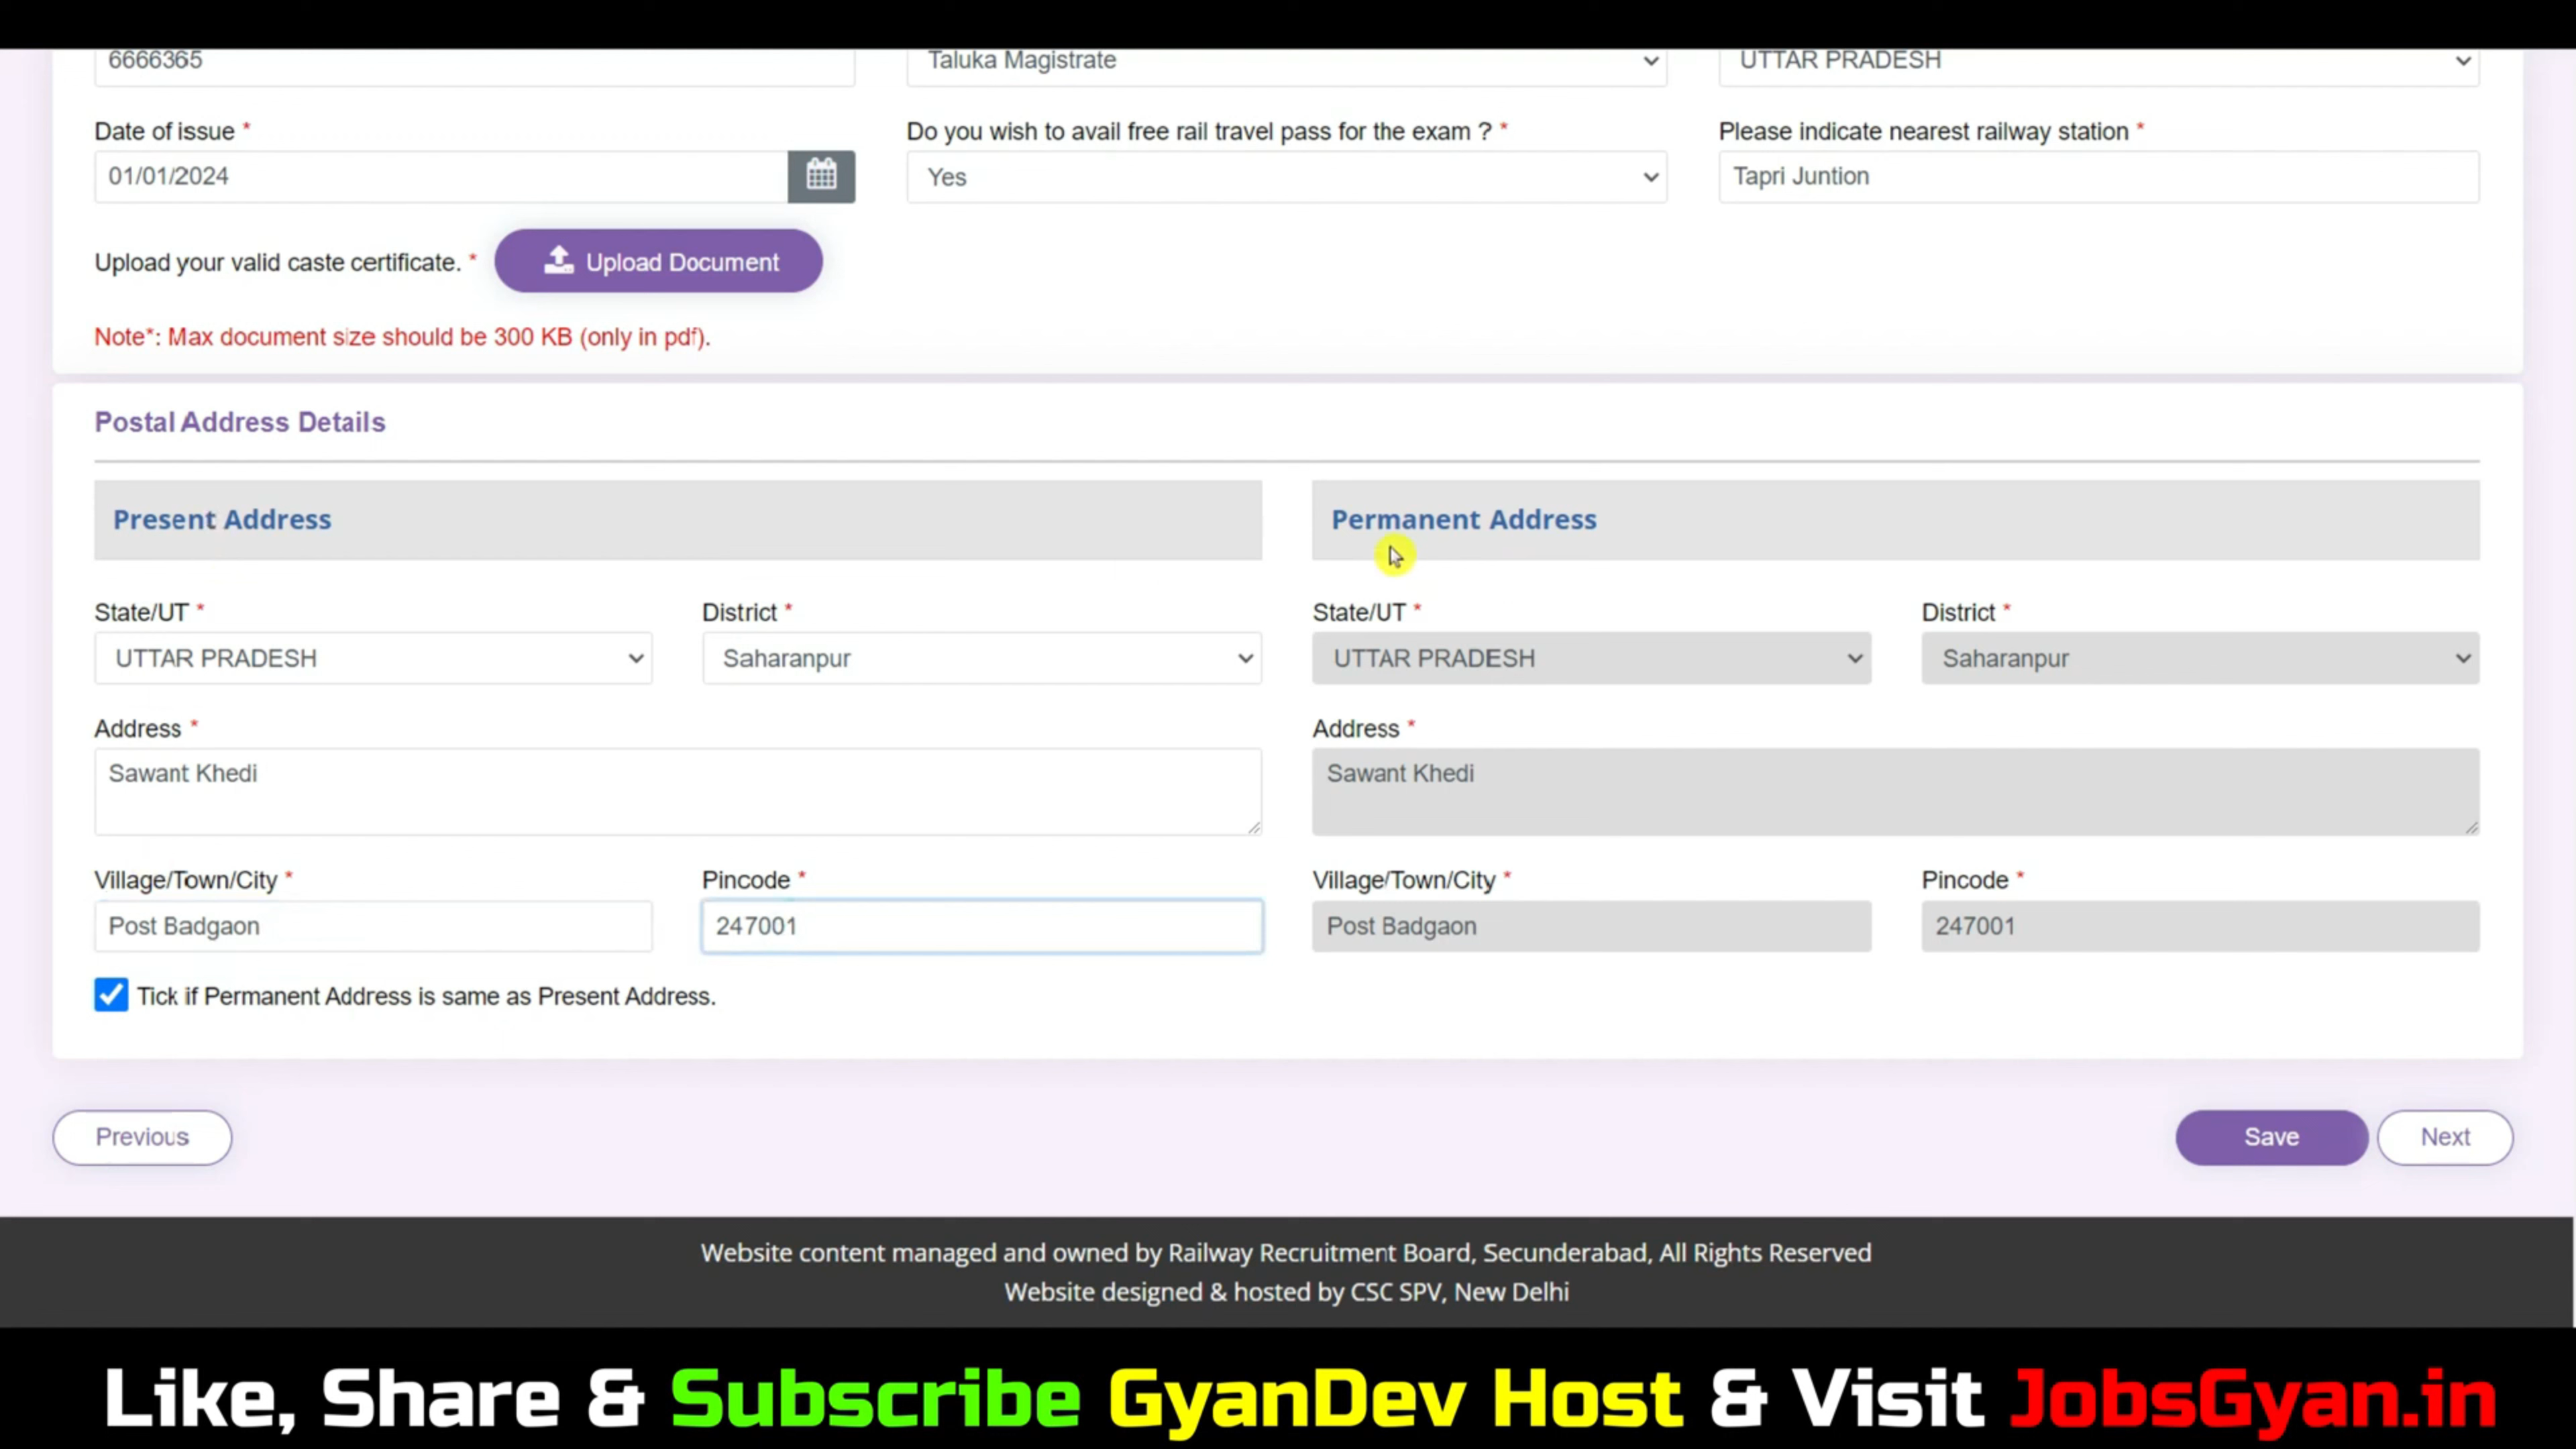 6666365
Taluka Magistrate
UTTAR PRADESH
Date of issue *
Do you wish to avail free rail travel pass for the exam ? *
Please indicate nearest railway station *
01/01/2024
Yes
Tapri Juntion
Upload your valid caste certificate. *
Upload Document
Note*: Max document size should be 300 KB (only in pdf).
Postal Address Details
Present Address
Permanent Address
State/UT *
District *
State/UT *
District *
UTTAR PRADESH
Saharanpur
UTTAR PRADESH
Saharanpur
Address *
Address *
Sawant Khedi
Sawant Khedi
Village/Town/City *
Pincode *
Village/Town/City *
Pincode *
Post Badgaon
247001
Post Badgaon
247001
Tick if Permanent Address is same as Present Address.
Previous
Save
Next
Website content managed and owned by Railway Recruitment Board, Secunderabad, All Rights Reserved
Website designed & hosted by CSC SPV, New Delhi
Like, Share & Subscribe GyanDev Host & Visit JobsGyan.in